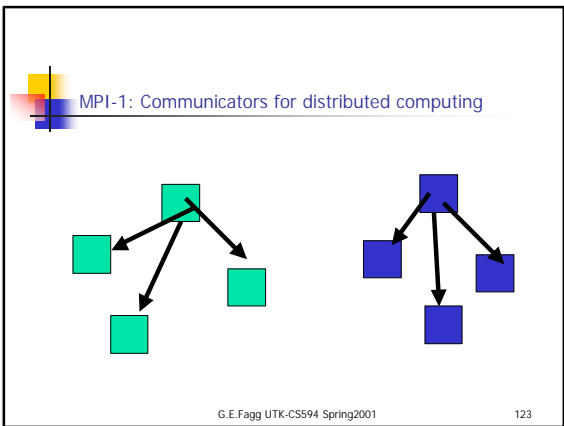 MPI-1: Communicators for distributed computing
G.E.Fagg UTK-CS594 Spring2001
123